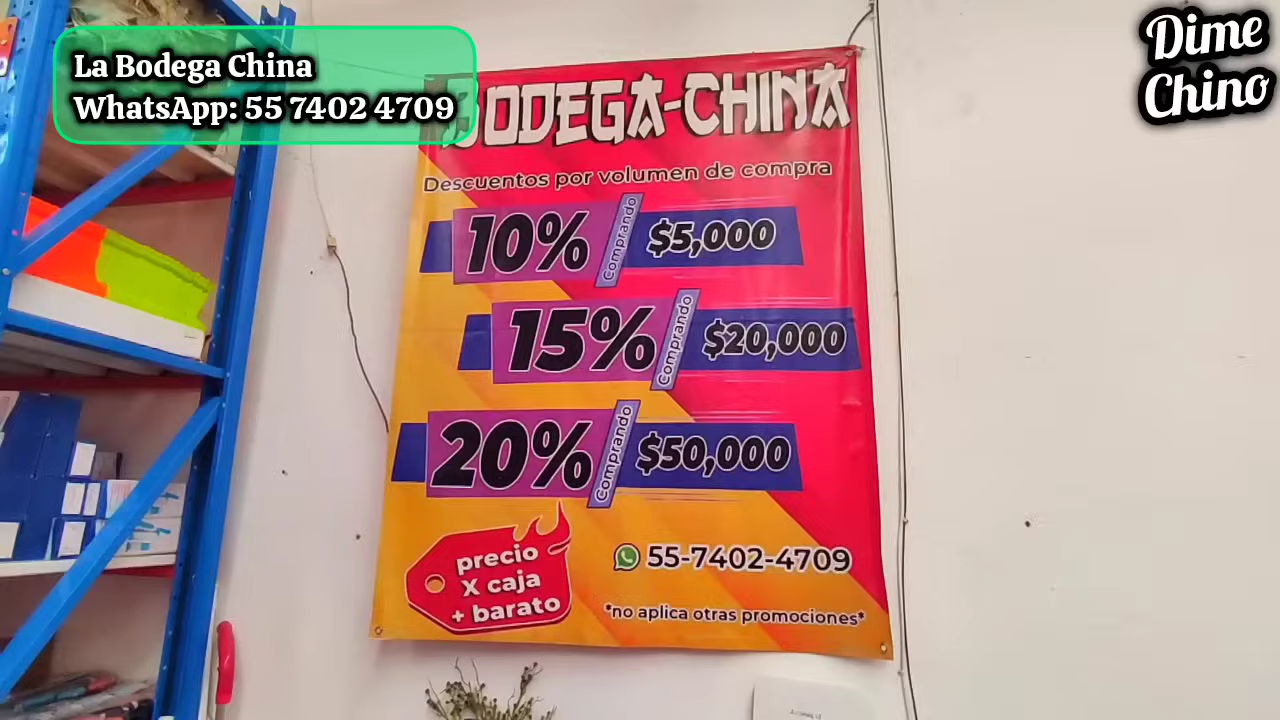 La Bodega China
WhatsApp: 55 7402 4709
Dime
Chino
BODEGA-CHINA
Descuentos por volumen de compra
10% Comprando $5,000
15% Comprando $20,000
20% Comprando $50,000
precio
X caja
+ barato
55-7402-4709
*no aplica otras promociones*